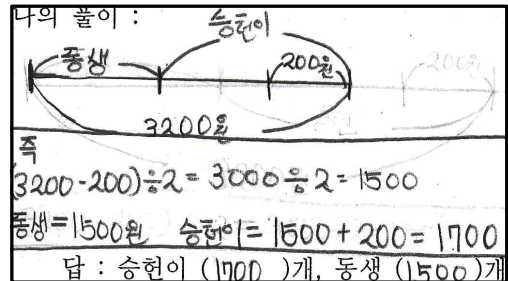 나의 풀이 :
승헌이
동생
200원
3200원
즉
(3200-200)÷2 = 3000÷2 = 1500
동생=1500원 승헌이=1500+200=1700
답 : 승헌이 (1700 )개, 동생 (1500)개